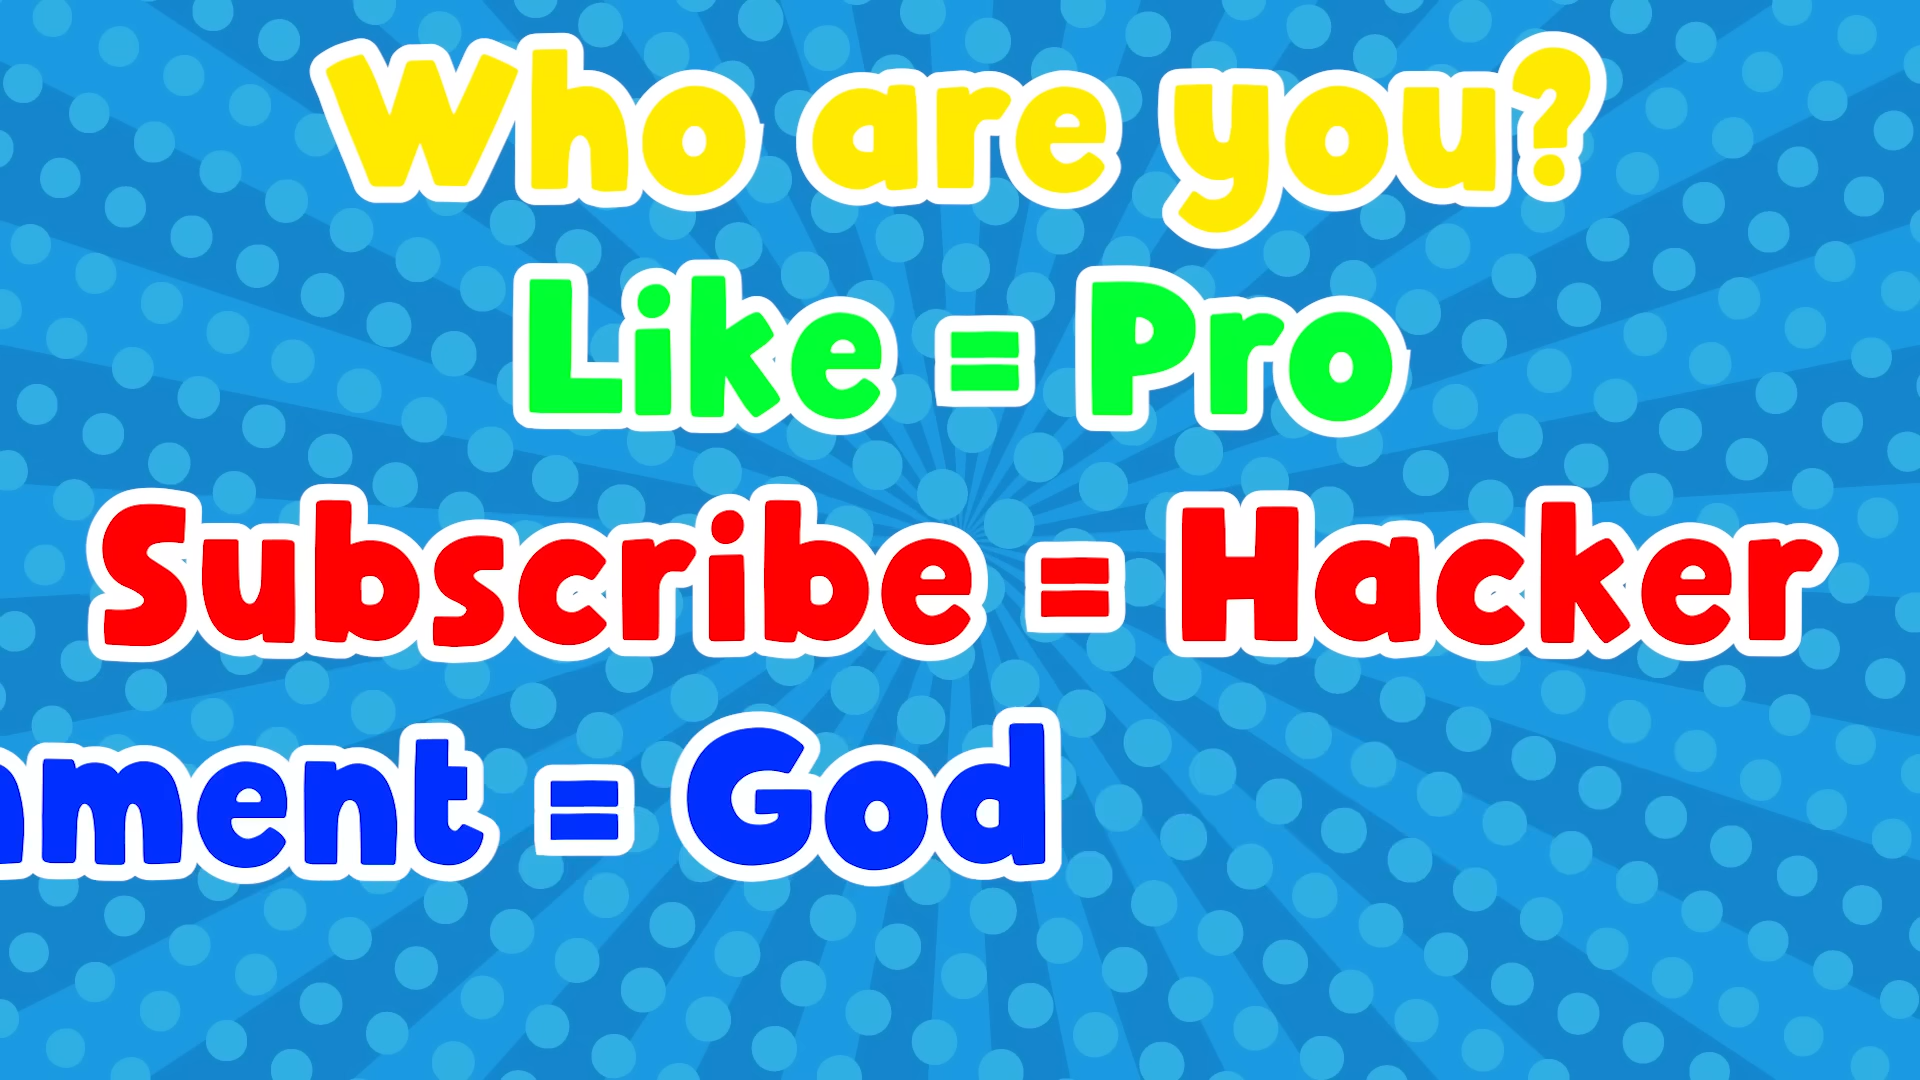 Who are you?
Like = Pro
Subscribe = Hacker
ment = God